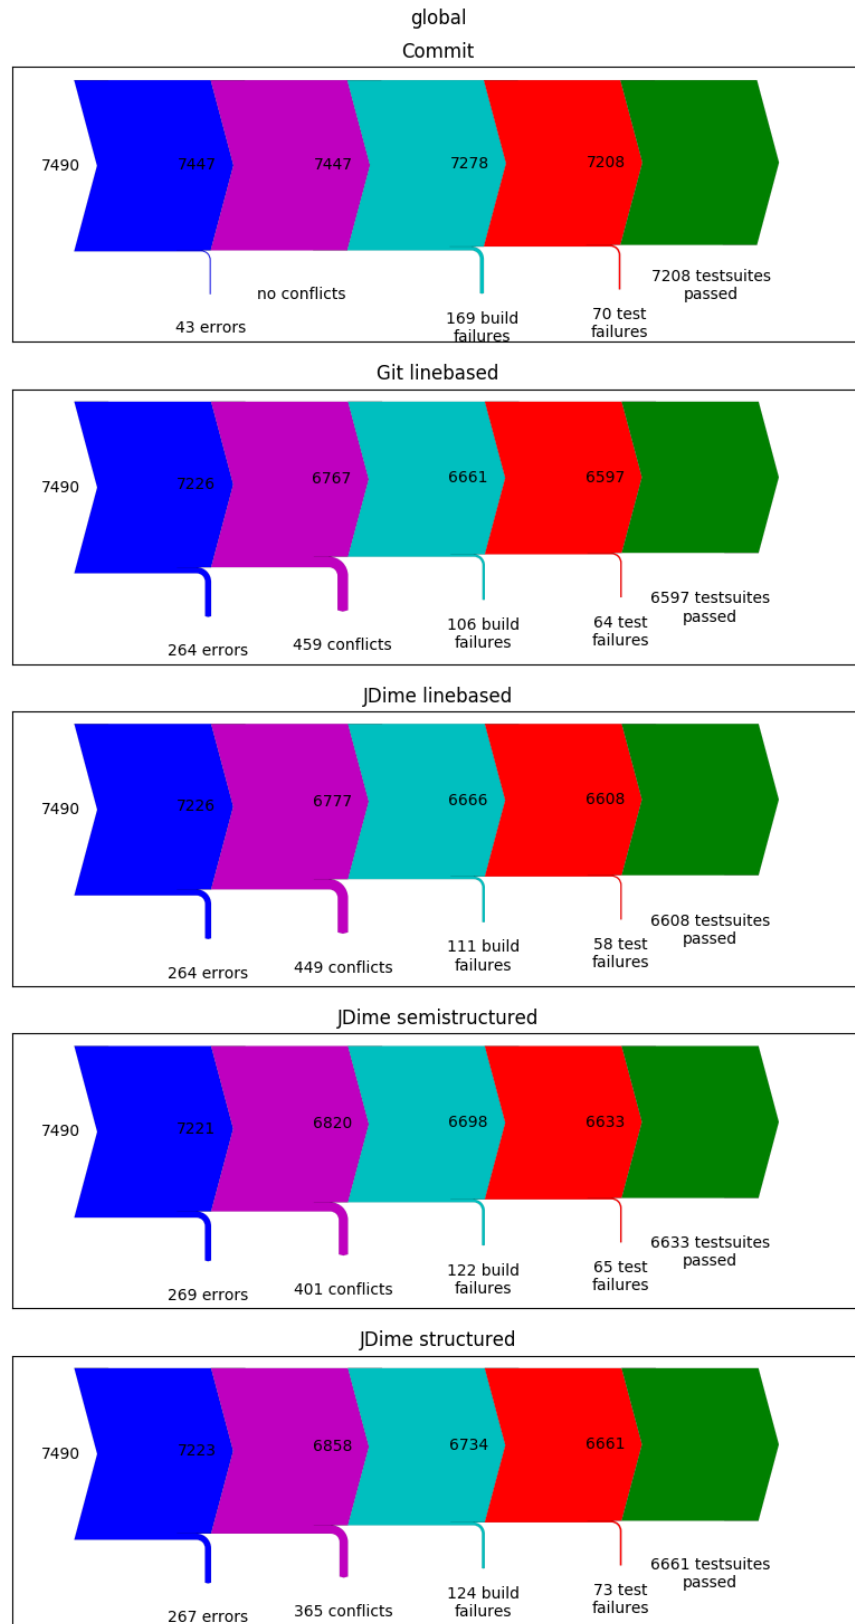 global
Commit
7490
7447
7447
7278
7208
43 errors
no conflicts
169 build
failures
70 test
failures
7208 testsuites
passed
Git linebased
7490
7226
6767
6661
6597
264 errors
459 conflicts
106 build
failures
64 test
failures
6597 testsuites
passed
JDime linebased
7490
7226
6777
6666
6608
264 errors
449 conflicts
111 build
failures
58 test
failures
6608 testsuites
passed
JDime semistructured
7490
7221
6820
6698
6633
269 errors
401 conflicts
122 build
failures
65 test
failures
6633 testsuites
passed
JDime structured
7490
7223
6858
6734
6661
267 errors
365 conflicts
124 build
failures
73 test
failures
6661 testsuites
passed